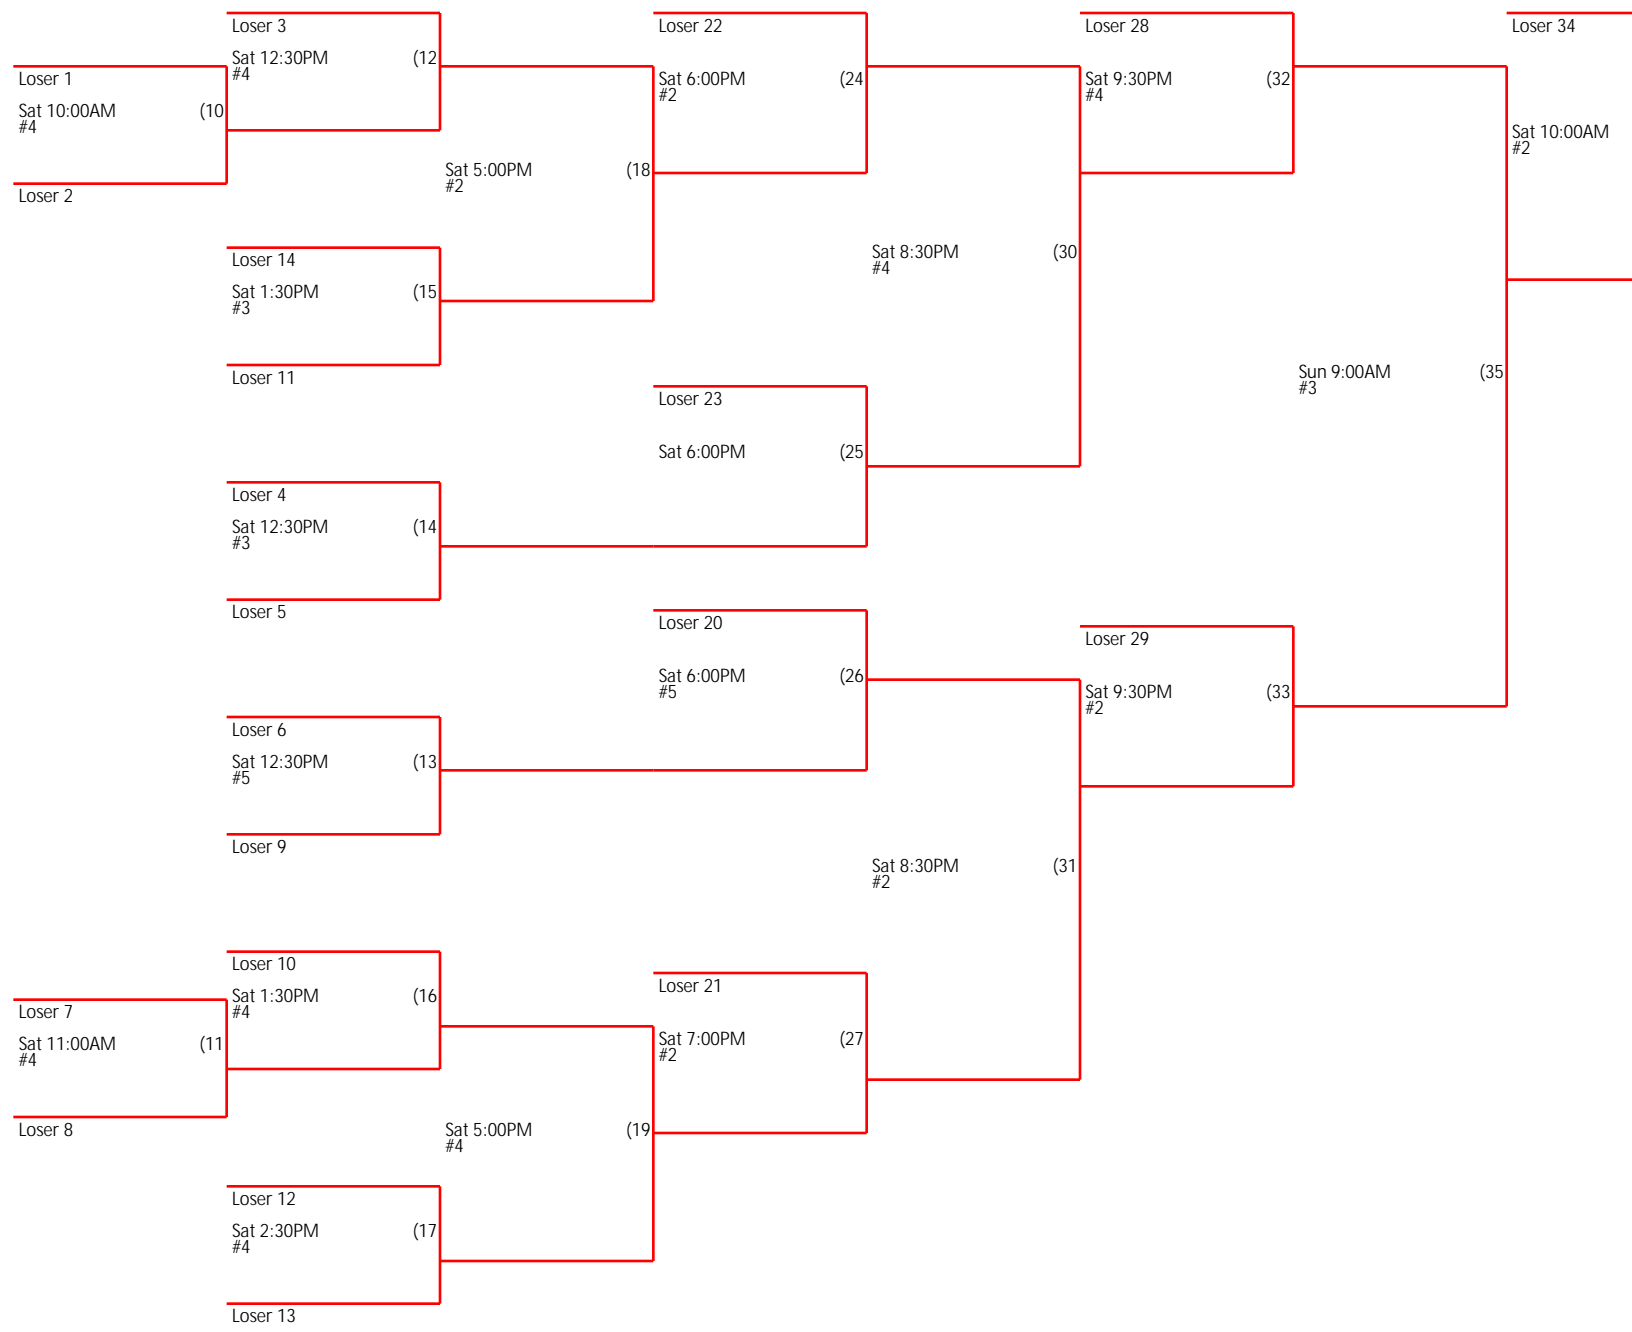 Loser 3
Sat 12:30PM (12
#4
Loser 1
Sat 10:00AM (10
#4
Loser 2
Loser 22
Sat 6:00PM (24
#2
Sat 5:00PM (18
#2
Loser 28
Sat 9:30PM (32
#4
Loser 34
Sat 10:00AM
#2
Loser 14
Sat 1:30PM (15
#3
Loser 11
Sat 8:30PM (30
#4
Loser 23
Sat 6:00PM (25
Sun 9:00AM (35
#3
Loser 4
Sat 12:30PM (14
#3
Loser 5
Loser 20
Sat 6:00PM (26
#5
Loser 29
Sat 9:30PM (33
#2
Loser 6
Sat 12:30PM (13
#5
Loser 9
Sat 8:30PM (31
#2
Loser 10
Sat 1:30PM (16
#4
Loser 7
Sat 11:00AM (11
#4
Loser 8
Loser 21
Sat 7:00PM (27
#2
Sat 5:00PM (19
#4
Loser 12
Sat 2:30PM (17
#4
Loser 13